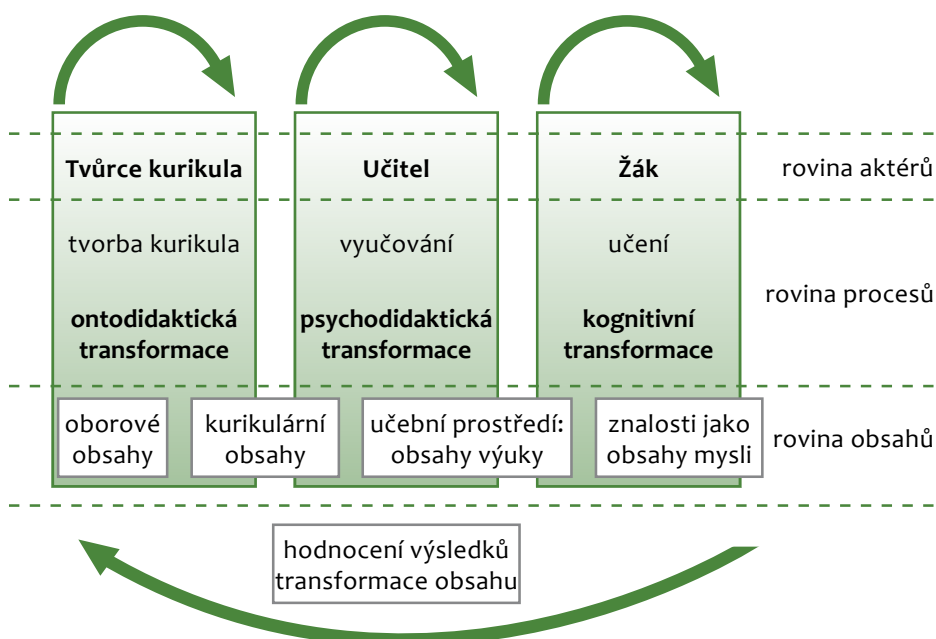 Tvůrce kurikula
Učitel
Žák
rovina aktérů
tvorba kurikula
vyučování
učení
rovina procesů
ontodidaktická
transformace
psychodidaktická
transformace
kognitivní
transformace
oborové
obsahy
kurikulární
obsahy
učební prostředí:
obsahy výuky
znalosti jako
obsahy mysli
rovina obsahů
hodnocení výsledků
transformace obsahu